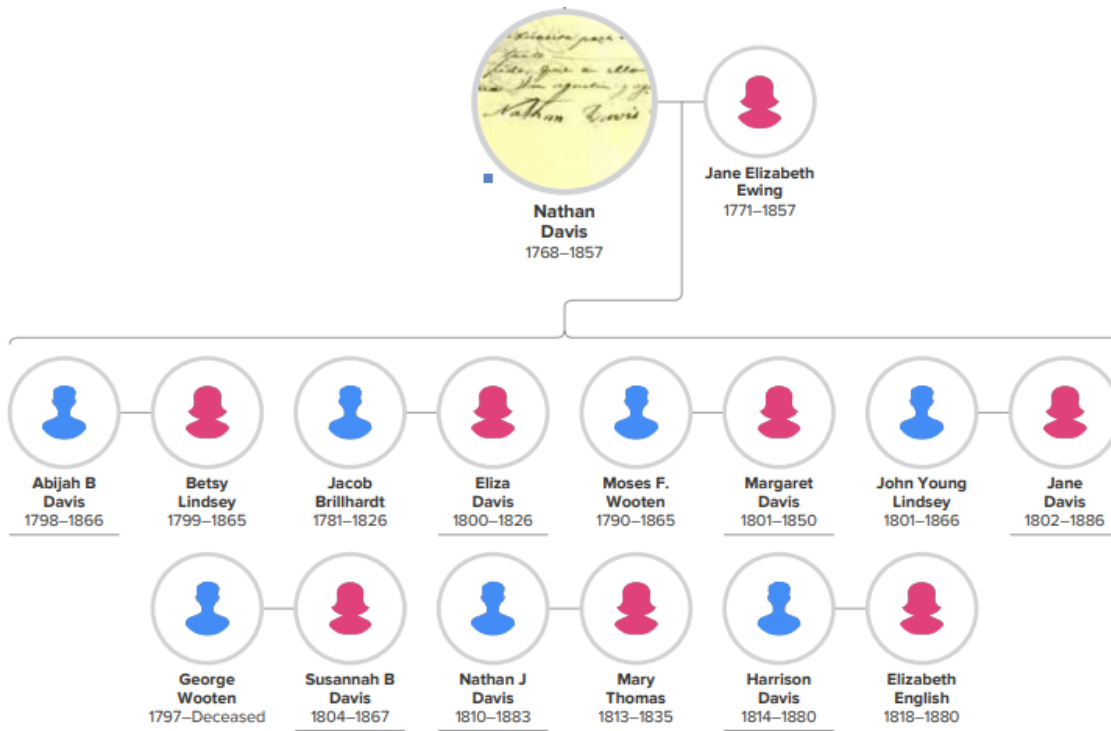 Nathan Davis
Jane Elizabeth
Ewing
1771–1857
Nathan
Davis
1768–1857
Abijah B
Davis
1798–1866
Betsy
Lindsey
1799–1865
Jacob
Brillhardt
1781–1826
Eliza
Davis
1800–1826
Moses F.
Wooten
1790–1865
Margaret
Davis
1801–1850
John Young
Lindsey
1801–1866
Jane
Davis
1802–1886
George
Wooten
1797–Deceased
Susannah B
Davis
1804–1867
Nathan J
Davis
1810–1883
Mary
Thomas
1813–1835
Harrison
Davis
1814–1880
Elizabeth
English
1818–1880